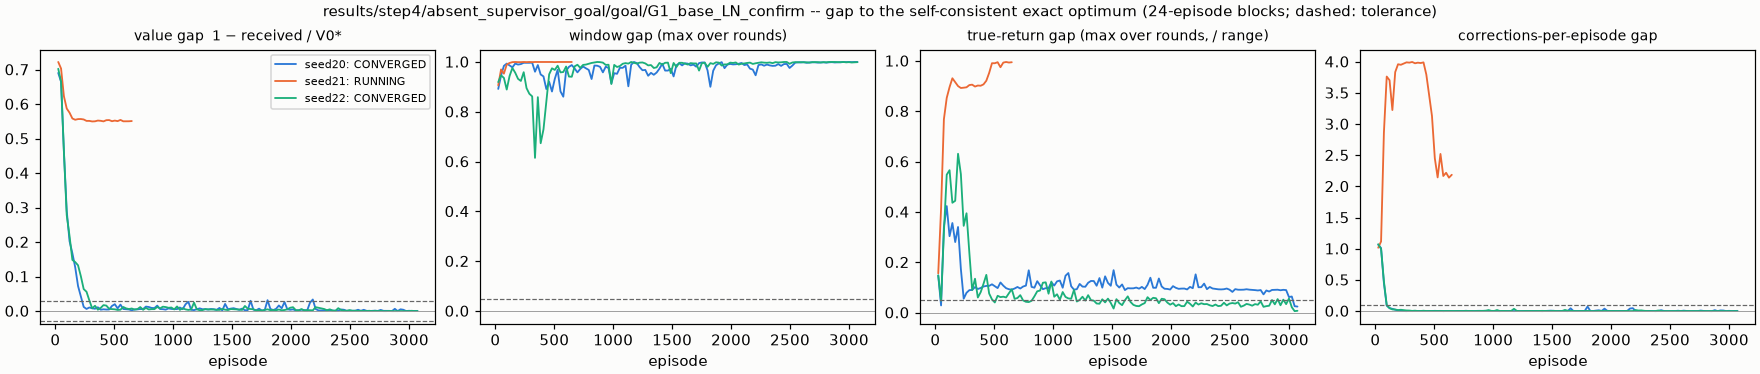 results/step4/absent_supervisor_goal/goal/G1_base_LN_confirm -- gap to the self-consistent exact optimum (24-episode blocks; dashed: tolerance)
value gap  1 − received / V0*
0.7
0.6
0.5
0.4
0.3
0.2
0.1
0.0
seed20: CONVERGED
seed21: RUNNING
seed22: CONVERGED
0 500 1000 1500 2000 2500 3000
episode
window gap (max over rounds)
1.0
0.8
0.6
0.4
0.2
0.0
0 500 1000 1500 2000 2500 3000
episode
true-return gap (max over rounds, / range)
1.0
0.8
0.6
0.4
0.2
0.0
0 500 1000 1500 2000 2500 3000
episode
corrections-per-episode gap
4.0
3.5
3.0
2.5
2.0
1.5
1.0
0.5
0.0
0 500 1000 1500 2000 2500 3000
episode